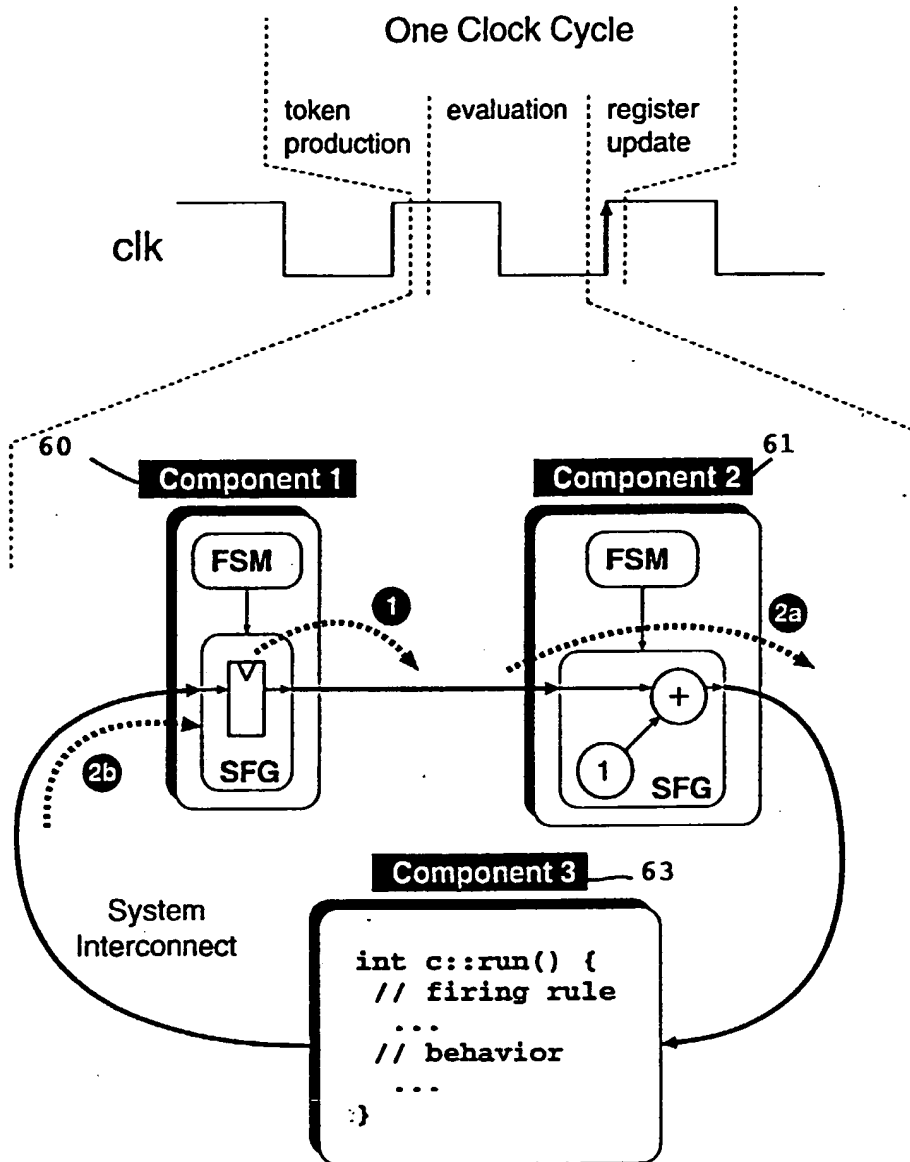 One Clock Cycle
token
production
evaluation
register
update
clk
60
Component 1
61
Component 2
FSM
FSM
1
2a
2b
SFG
+
1
SFG
Component 3
63
System
Interconnect
int c::run() {
// firing rule
...
// behavior
...
}